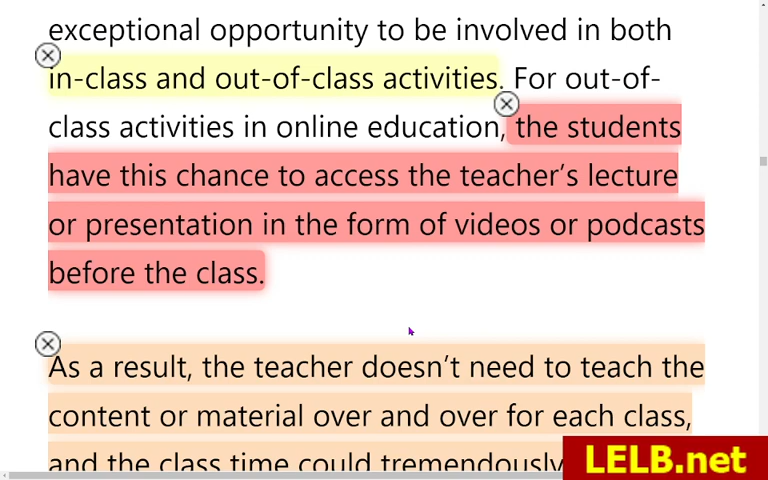 exceptional opportunity to be involved in both
in-class and out-of-class activities. For out-of-
class activities in online education, the students
have this chance to access the teacher’s lecture
or presentation in the form of videos or podcasts
before the class.
As a result, the teacher doesn’t need to teach the
content or material over and over for each class,
and the class time could tremendously
LELB.net